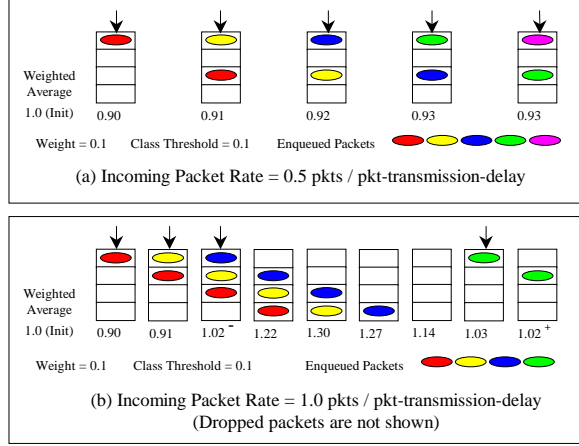 Weighted
Average
1.0 (Init) 0.90 0.91 0.92 0.93 0.93
Weight = 0.1 Class Threshold = 0.1 Enqueued Packets
(a) Incoming Packet Rate = 0.5 pkts / pkt-transmission-delay
Weighted
Average
1.0 (Init) 0.90 0.91 1.02 - 1.22 1.30 1.27 1.14 1.03 1.02 +
Weight = 0.1 Class Threshold = 0.1 Enqueued Packets
(b) Incoming Packet Rate = 1.0 pkts / pkt-transmission-delay
(Dropped packets are not shown)